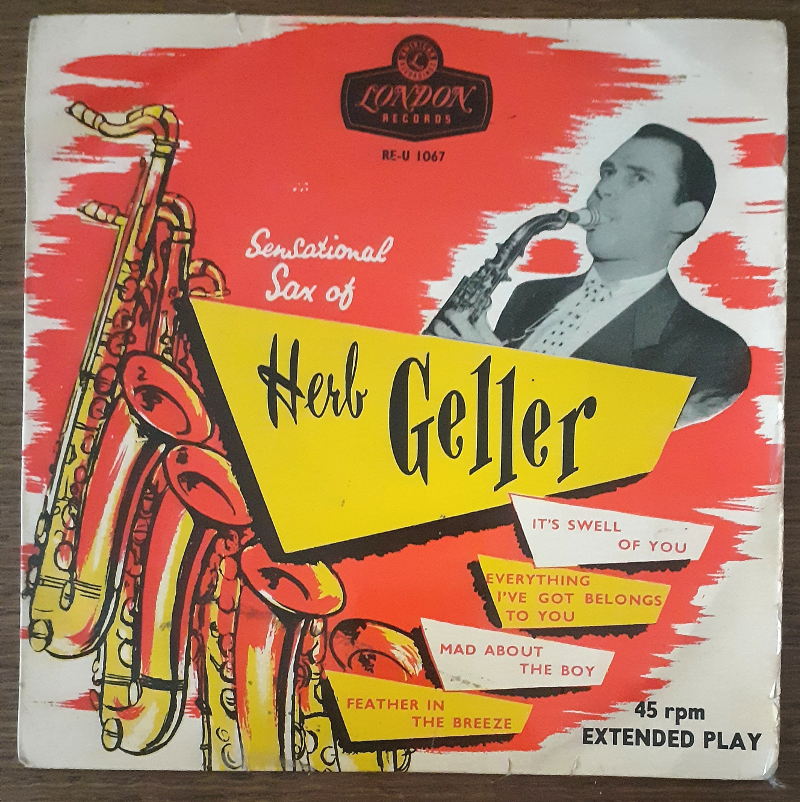 LONDON
RECORDS
RE-U 1067
Sensational
Sax of
Herb Geller
IT'S SWELL
OF YOU
EVERYTHING
I'VE GOT BELONGS
TO YOU
MAD ABOUT
THE BOY
FEATHER IN
THE BREEZE
45 rpm
EXTENDED PLAY